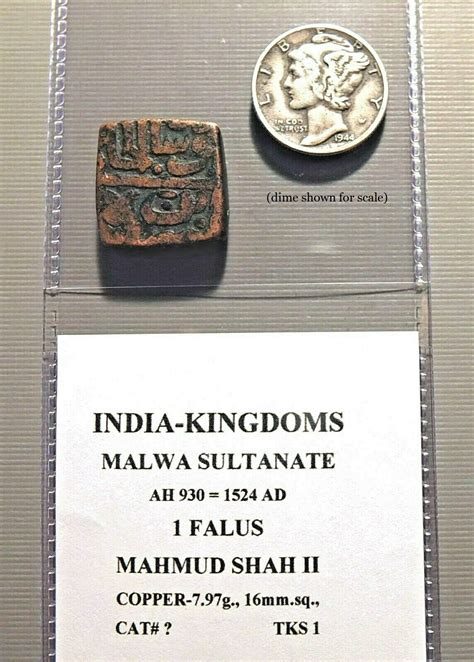 LIBERTY
IN GOD
WE TRUST
1944
(dime shown for scale)
INDIA-KINGDOMS
MALWA SULTANATE
AH 930 = 1524 AD
1 FALUS
MAHMUD SHAH II
COPPER-7.97g., 16mm.sq.,
CAT# ? TKS 1